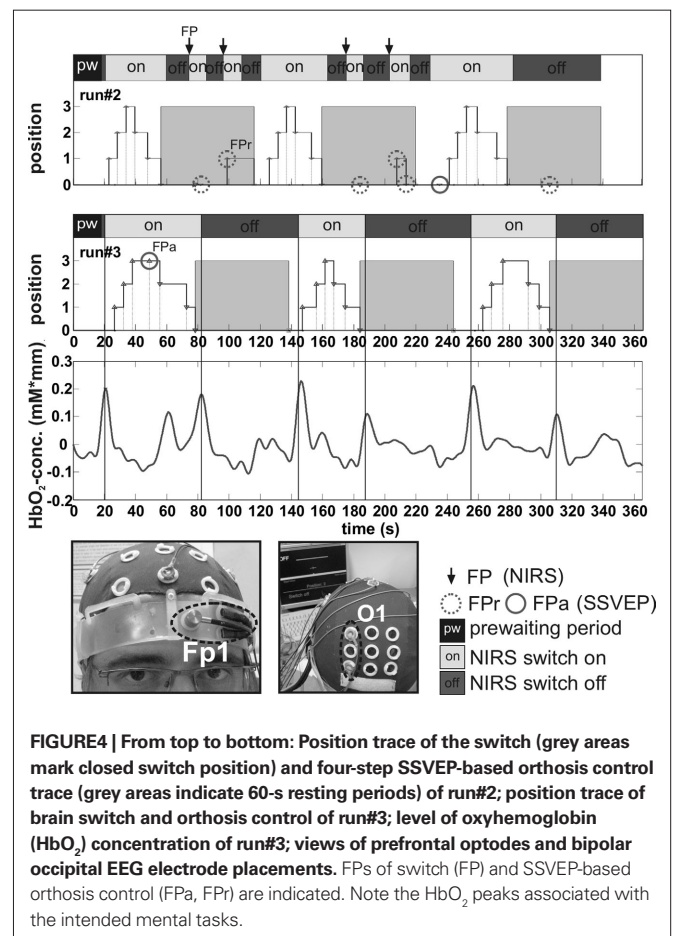 FP
pw on off on off on off on off on off on off on off
run#2
position
3
2
1
0
FPr
pw on off on off on off
run#3
position
3
2
1
0
FPa
0 20 40 60 80 100 120 140 160 180 200 220 240 260 280 300 320 340 360
HbO2-conc. (mM*mm)
0.3
0.2
0.1
0
-0.1
-0.2
0 20 40 60 80 100 120 140 160 180 200 220 240 260 280 300 320 340 360
time (s)
Fp1
O1
FP (NIRS)
FPr FPa (SSVEP)
pw prewaiting period
on NIRS switch on
off NIRS switch off
FIGURE4 | From top to bottom: Position trace of the switch (grey areas
mark closed switch position) and four-step SSVEP-based orthosis control
trace (grey areas indicate 60-s resting periods) of run#2; position trace of
brain switch and orthosis control of run#3; level of oxyhemoglobin
(HbO2) concentration of run#3; views of prefrontal optodes and bipolar
occipital EEG electrode placements. FPs of switch (FP) and SSVEP-based
orthosis control (FPa, FPr) are indicated. Note the HbO2 peaks associated with
the intended mental tasks.